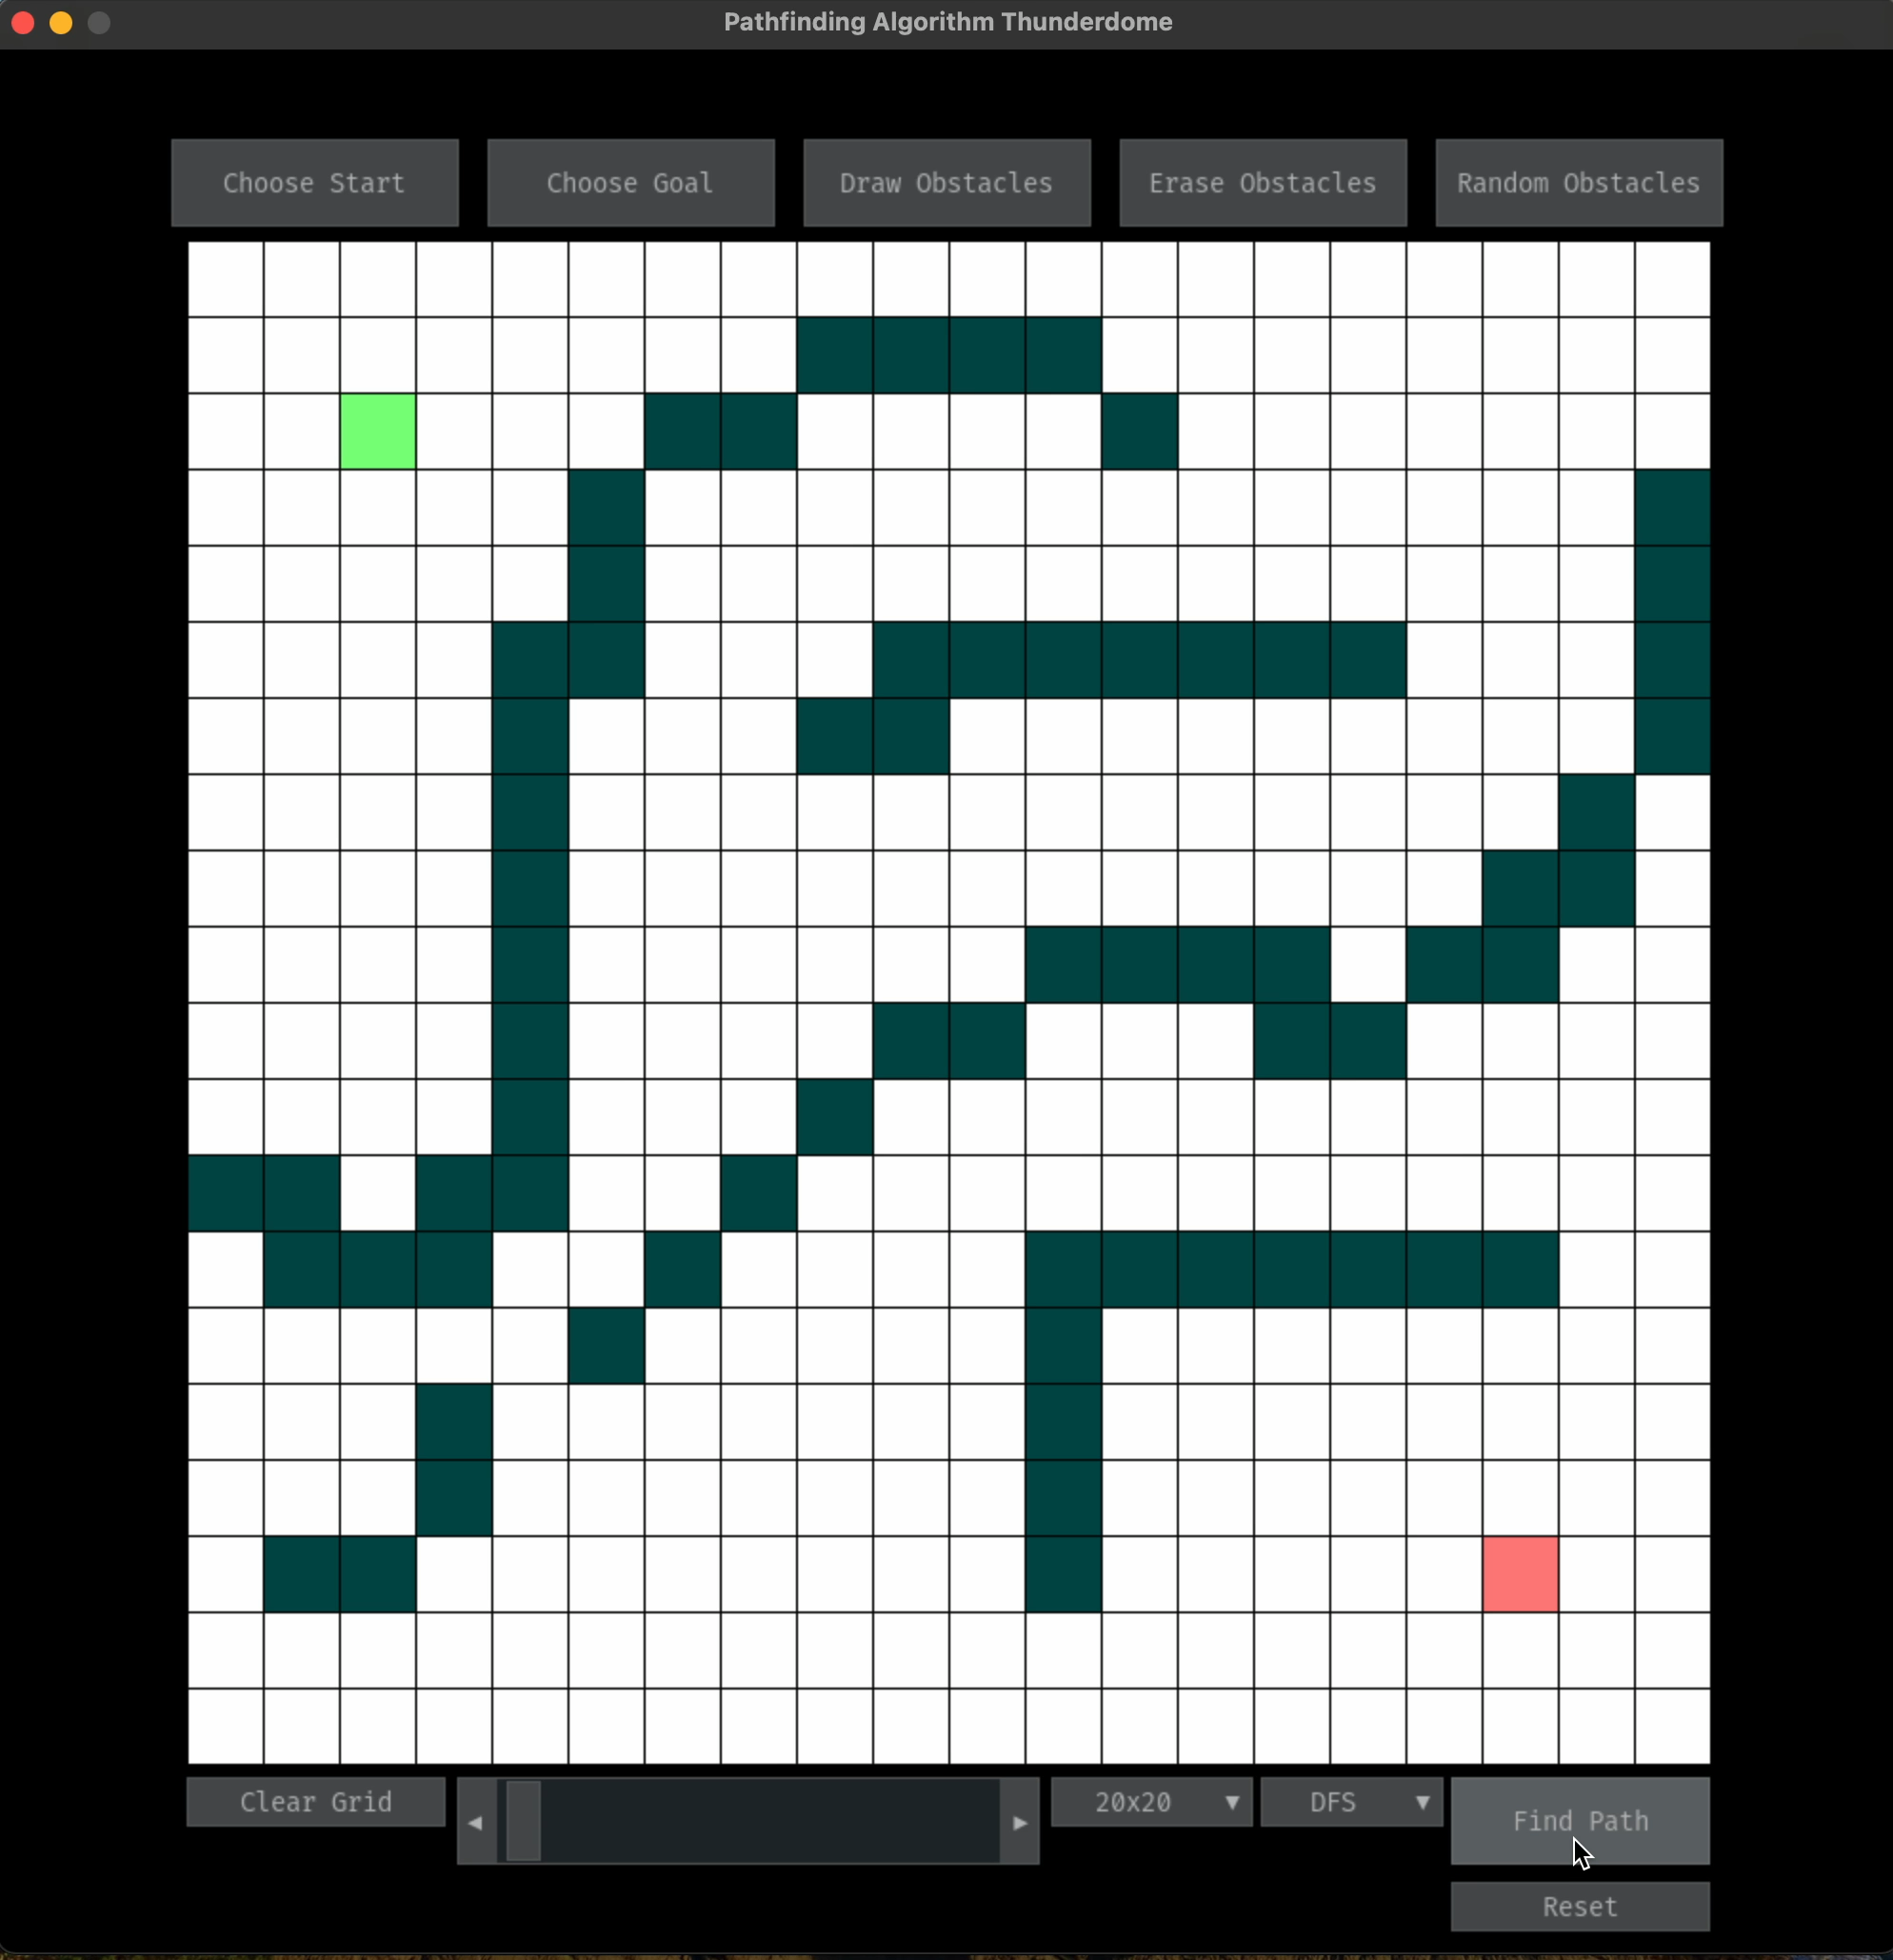 Pathfinding Algorithm Thunderdome
Choose Start
Choose Goal
Draw Obstacles
Erase Obstacles
Random Obstacles
Clear Grid
20x20
DFS
Find Path
Reset